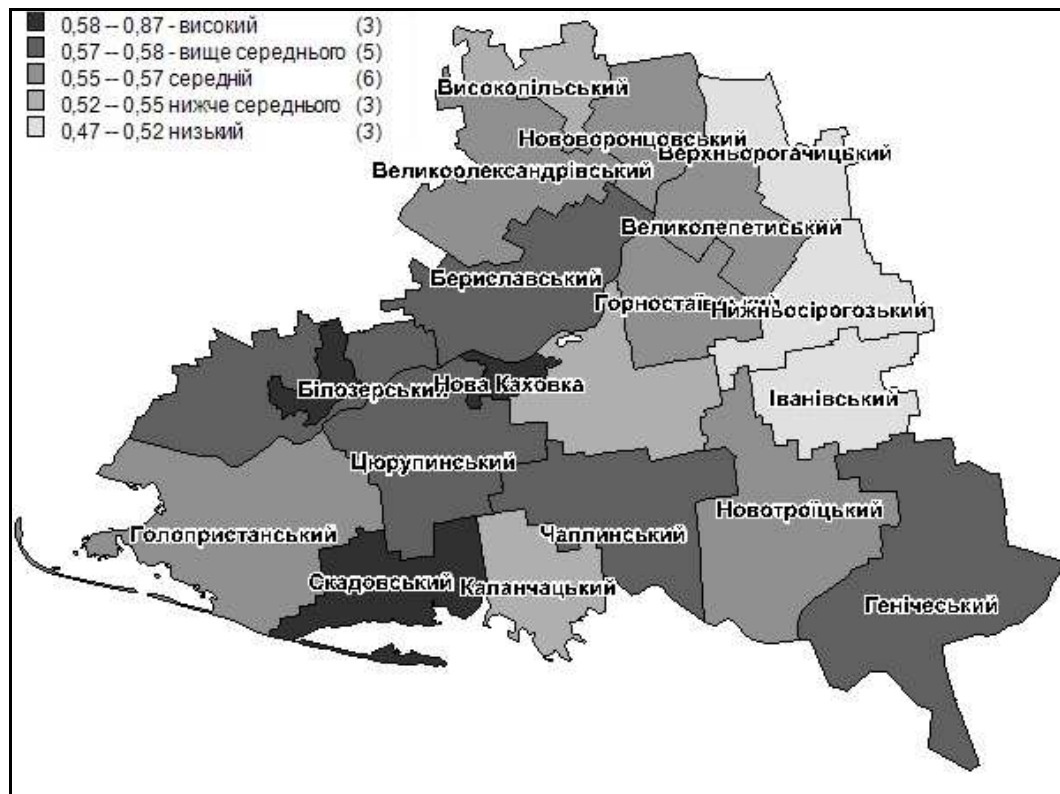 0,58 – 0,87 - високий (3)
0,57 – 0,58 - вище середнього (5)
0,55 – 0,57 середній (6)
0,52 – 0,55 нижче середнього (3)
0,47 – 0,52 низький (3)
Високопільський
Нововоронцовський
Верхньорогачицький
Великоолександрівський
Великолепетиський
Бериславський
Горностаївський
Нижньосірогозький
Білозерський
Нова Каховка
Іванівський
Цюрупинський
Голопристанський
Чаплинський
Новотроїцький
Скадовський
Каланчацький
Генічеський